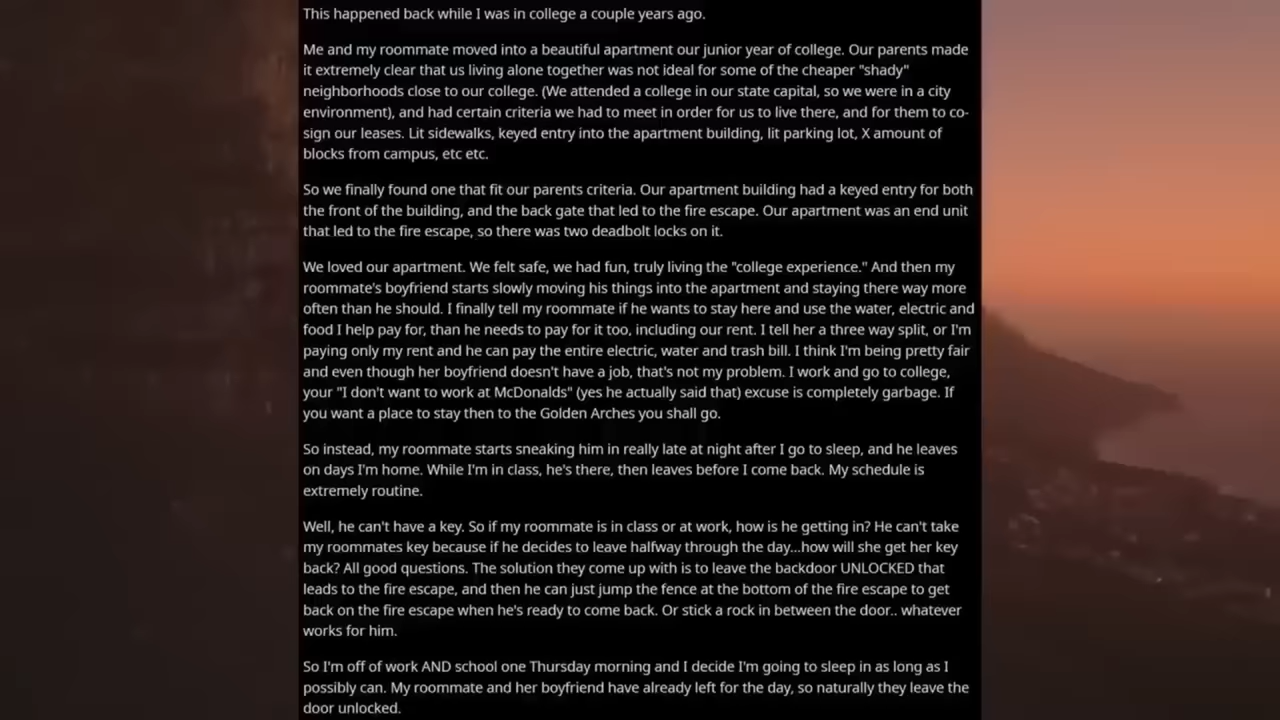 This happened back while I was in college a couple years ago.
Me and my roommate moved into a beautiful apartment our junior year of college. Our parents made
it extremely clear that us living alone together was not ideal for some of the cheaper "shady"
neighborhoods close to our college. (We attended a college in our state capital, so we were in a city
environment), and had certain criteria we had to meet in order for us to live there, and for them to co-
sign our leases. Lit sidewalks, keyed entry into the apartment building, lit parking lot, X amount of
blocks from campus, etc etc.
So we finally found one that fit our parents criteria. Our apartment building had a keyed entry for both
the front of the building, and the back gate that led to the fire escape. Our apartment was an end unit
that led to the fire escape, so there was two deadbolt locks on it.
We loved our apartment. We felt safe, we had fun, truly living the "college experience." And then my
roommate's boyfriend starts slowly moving his things into the apartment and staying there way more
often than he should. I finally tell my roommate if he wants to stay here and use the water, electric and
food I help pay for, than he needs to pay for it too, including our rent. I tell her a three way split, or I'm
paying only my rent and he can pay the entire electric, water and trash bill. I think I'm being pretty fair
and even though her boyfriend doesn't have a job, that's not my problem. I work and go to college,
your "I don't want to work at McDonalds" (yes he actually said that) excuse is completely garbage. If
you want a place to stay then to the Golden Arches you shall go.
So instead, my roommate starts sneaking him in really late at night after I go to sleep, and he leaves
on days I'm home. While I'm in class, he's there, then leaves before I come back. My schedule is
extremely routine.
Well, he can't have a key. So if my roommate is in class or at work, how is he getting in? He can't take
my roommates key because if he decides to leave halfway through the day...how will she get her key
back? All good questions. The solution they come up with is to leave the backdoor UNLOCKED that
leads to the fire escape, and then he can just jump the fence at the bottom of the fire escape to get
back on the fire escape when he's ready to come back. Or stick a rock in between the door.. whatever
works for him.
So I'm off of work AND school one Thursday morning and I decide I'm going to sleep in as long as I
possibly can. My roommate and her boyfriend have already left for the day, so naturally they leave the
door unlocked.